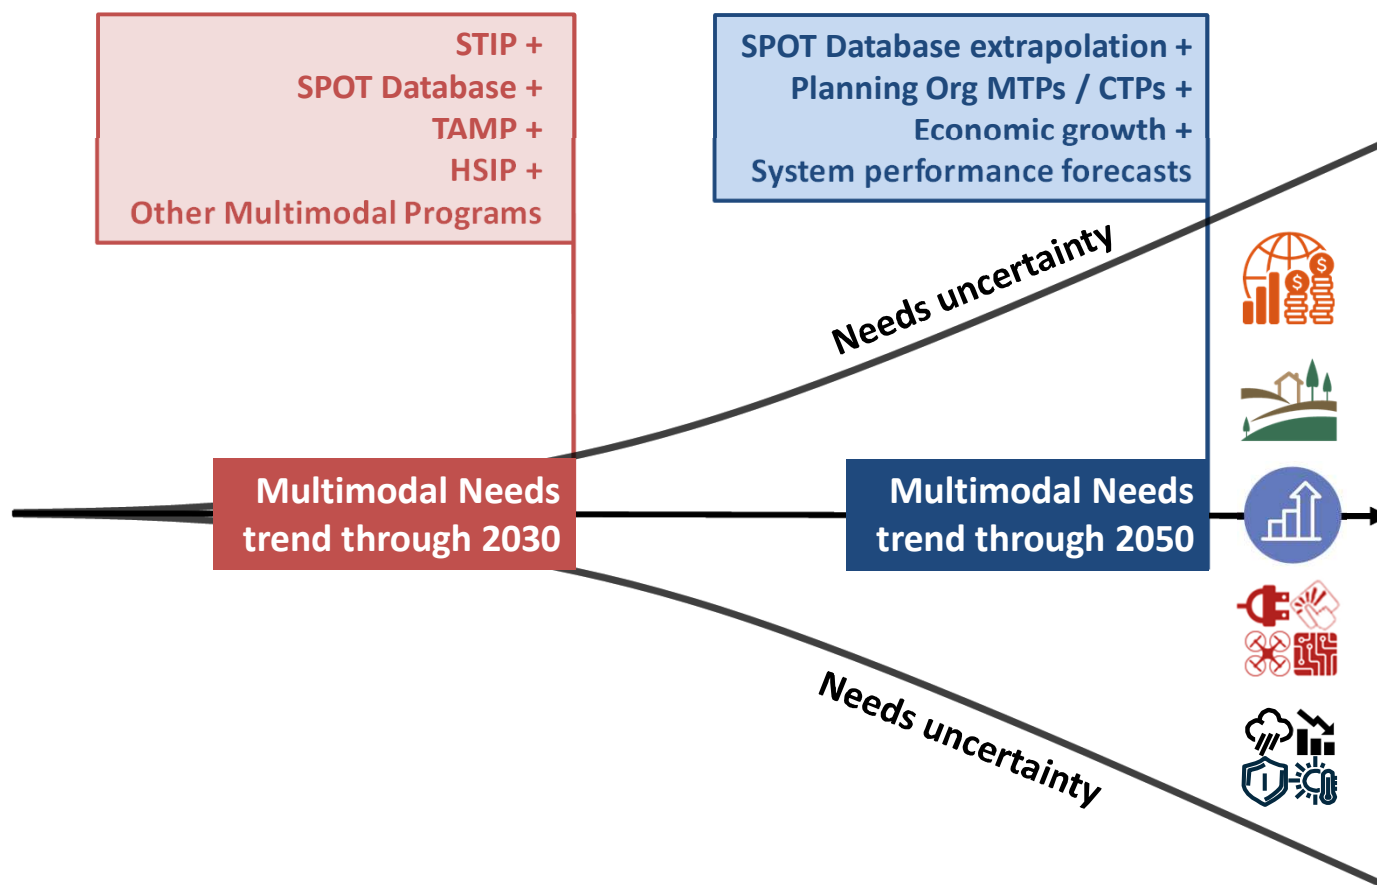 STIP +
SPOT Database +
TAMP +
HSIP +
Other Multimodal Programs
SPOT Database extrapolation +
Planning Org MTPs / CTPs +
Economic growth +
System performance forecasts
Needs uncertainty
$
$
Multimodal Needs
trend through 2030
Multimodal Needs
trend through 2050
Needs uncertainty